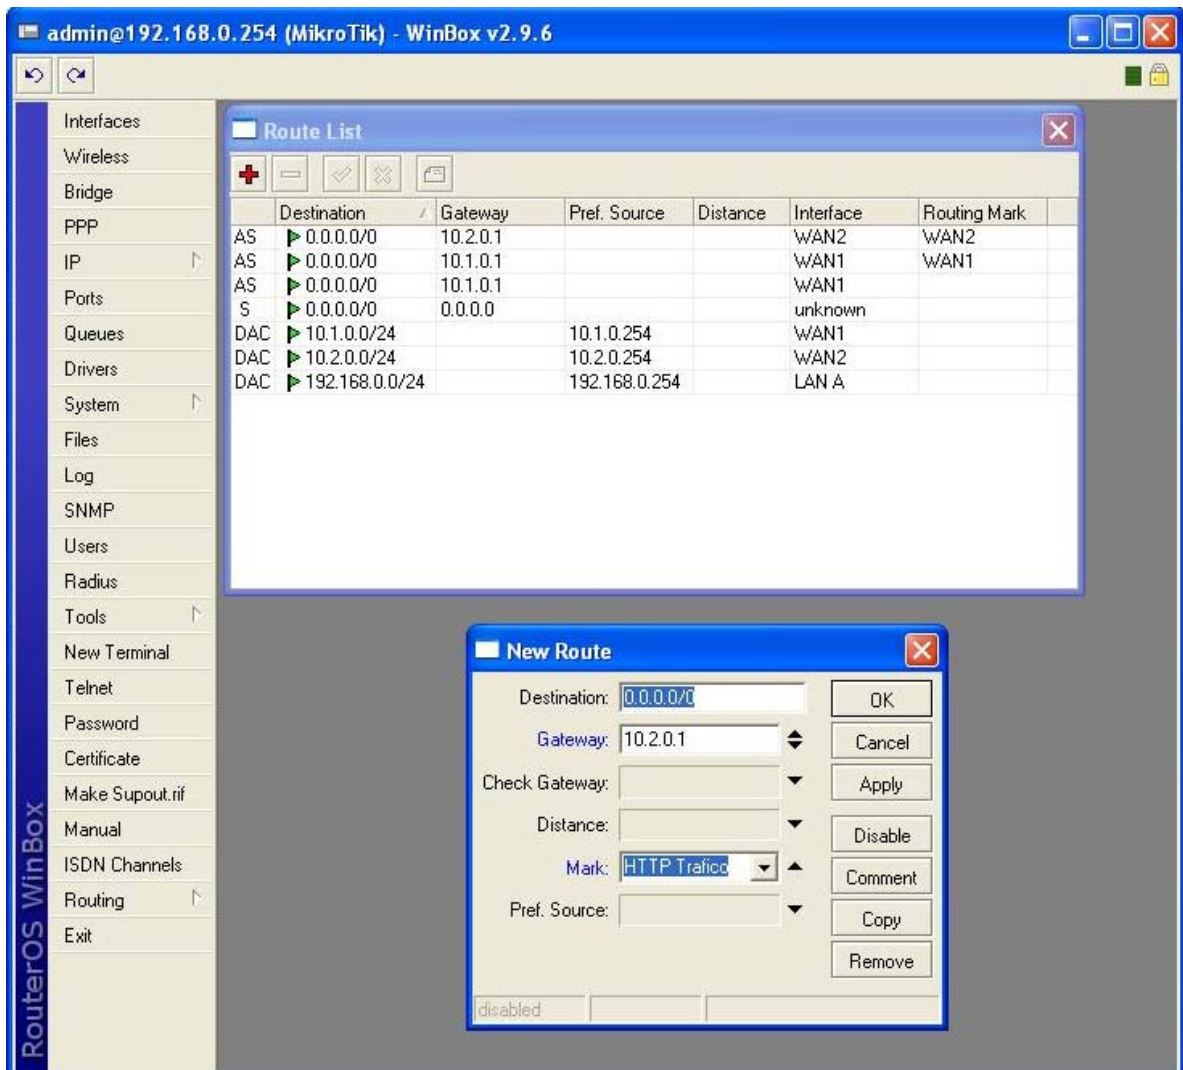 admin@192.168.0.254 (MikroTik) - WinBox v2.9.6
RouterOS WinBox
Interfaces
Wireless
Bridge
PPP
IP
Ports
Queues
Drivers
System
Files
Log
SNMP
Users
Radius
Tools
New Terminal
Telnet
Password
Certificate
Make Supout.rif
Manual
ISDN Channels
Routing
Exit
Route List
Destination Gateway Pref. Source Distance Interface Routing Mark
AS 0.0.0.0/0 10.2.0.1 WAN2 WAN2
AS 0.0.0.0/0 10.1.0.1 WAN1 WAN1
AS 0.0.0.0/0 10.1.0.1 WAN1
S 0.0.0.0/0 0.0.0.0 unknown
DAC 10.1.0.0/24 10.1.0.254 WAN1
DAC 10.2.0.0/24 10.2.0.254 WAN2
DAC 192.168.0.0/24 192.168.0.254 LAN A
New Route
Destination: 0.0.0.0/0 OK
Gateway: 10.2.0.1 Cancel
Check Gateway: Apply
Distance: Disable
Mark: HTTP Trafico Comment
Pref. Source: Copy
Remove
disabled